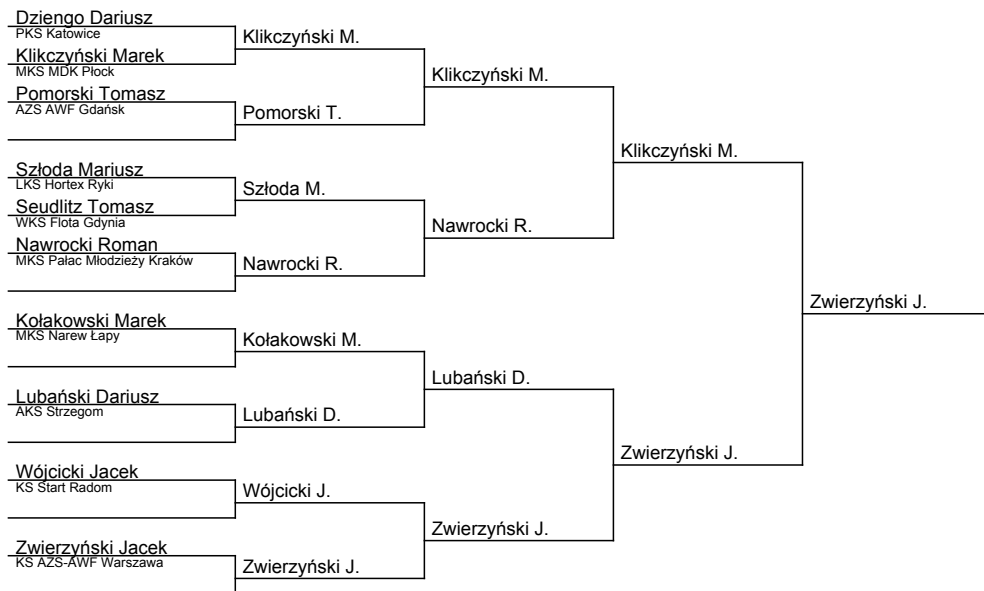 Dziengo Dariusz
PKS Katowice
Klikczyński Marek
MKS MDK Płock
Pomorski Tomasz
AZS AWF Gdańsk
Szłoda Mariusz
LKS Hortex Ryki
Seudlitz Tomasz
WKS Flota Gdynia
Nawrocki Roman
MKS Pałac Młodzieży Kraków
Kołakowski Marek
MKS Narew Łapy
Lubański Dariusz
AKS Strzegom
Wójcicki Jacek
KS Start Radom
Zwierzyński Jacek
KS AZS-AWF Warszawa
Klikczyński M.
Pomorski T.
Szłoda M.
Nawrocki R.
Kołakowski M.
Lubański D.
Wójcicki J.
Zwierzyński J.
Klikczyński M.
Nawrocki R.
Lubański D.
Zwierzyński J.
Klikczyński M.
Zwierzyński J.
Zwierzyński J.